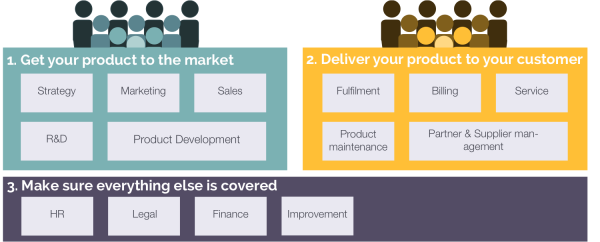 1. Get your product to the market
Strategy
Marketing
Sales
R&D
Product Development
2. Deliver your product to your customer
Fulfilment
Billing
Service
Product
maintenance
Partner & Supplier man-
agement
3. Make sure everything else is covered
HR
Legal
Finance
Improvement